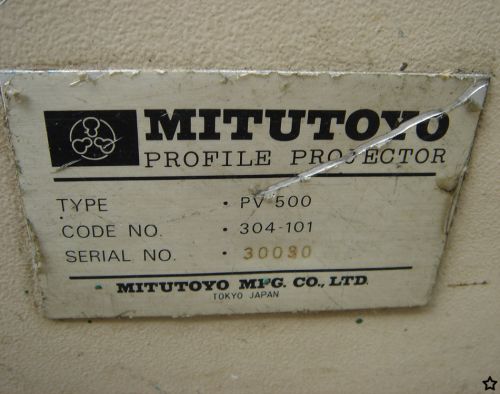 MITUTOYO
PROFILE PROJECTOR
TYPE • PV 500
CODE NO. • 304-101
SERIAL NO. • 30030
MITUTOYO MFG. CO., LTD.
TOKYO JAPAN